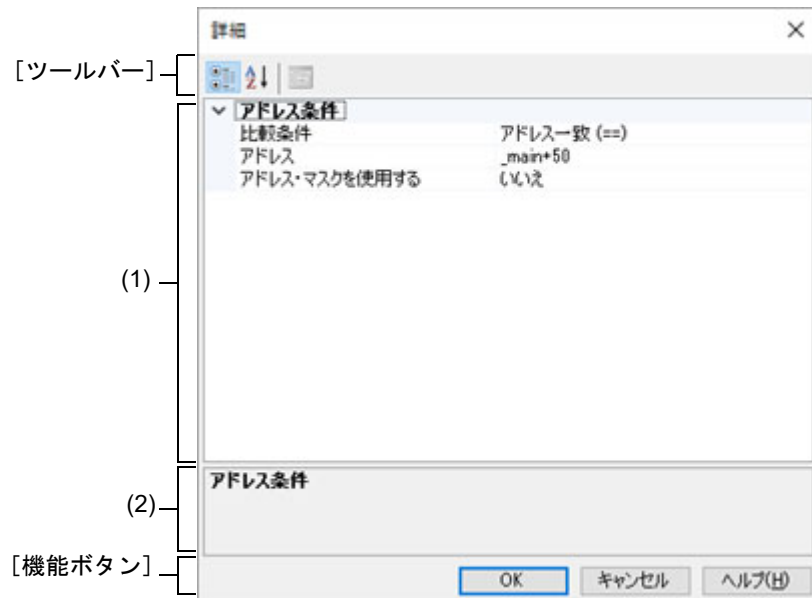 詳細
[ツールバー]
アドレス条件
比較条件 アドレス一致 (==)
アドレス _main+50
アドレス・マスクを使用する いいえ
(1)
アドレス条件
(2)
[機能ボタン]
OK キャンセル ヘルプ(H)